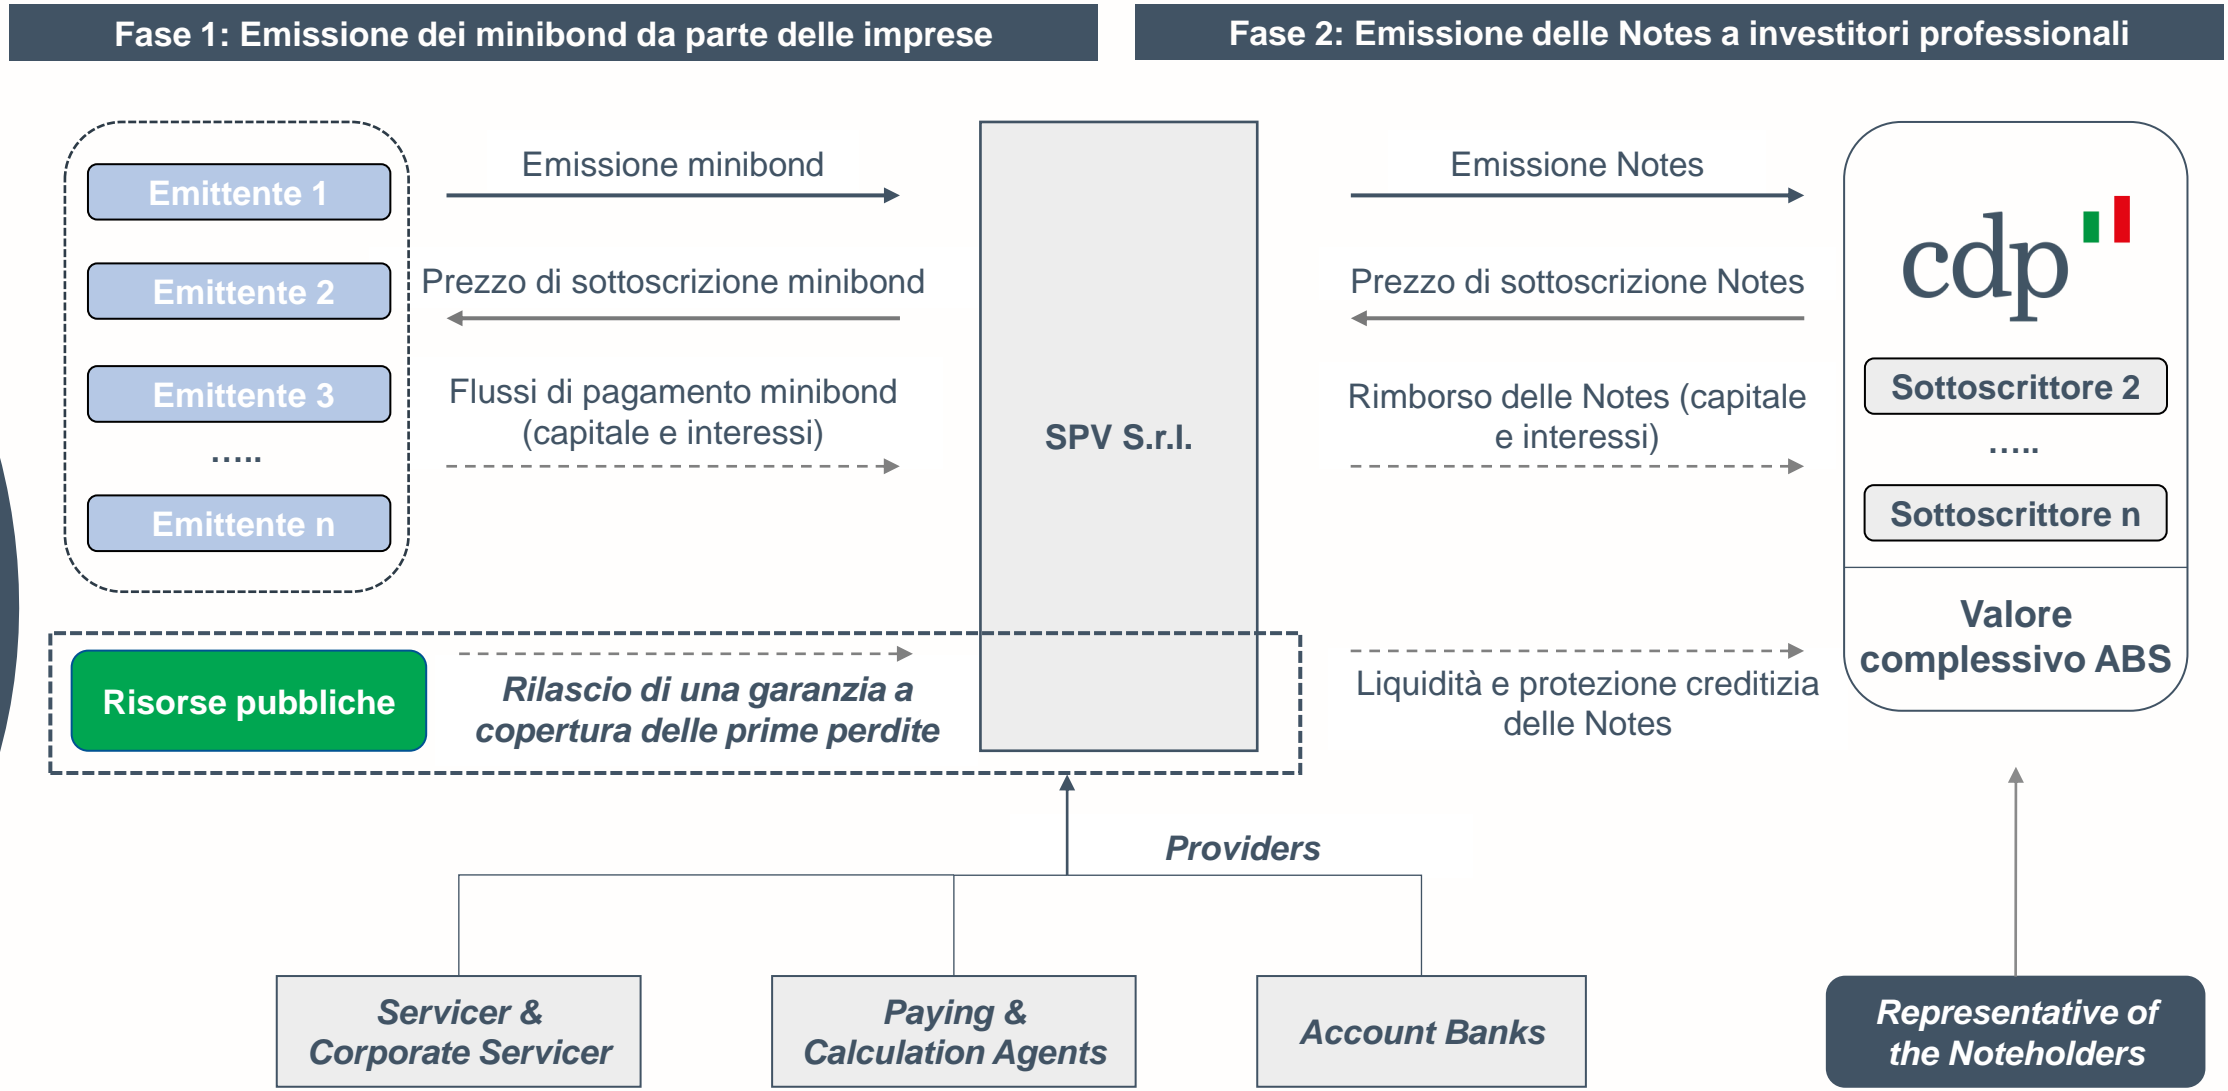 Fase 1: Emissione dei minibond da parte delle imprese
Fase 2: Emissione delle Notes a investitori professionali
Emittente 1
Emittente 2
Emittente 3
.....
Emittente n
Emissione minibond
Prezzo di sottoscrizione minibond
Flussi di pagamento minibond
(capitale e interessi)
SPV S.r.l.
Emissione Notes
Prezzo di sottoscrizione Notes
Rimborso delle Notes (capitale
e interessi)
cdp
Sottoscrittore 2
.....
Sottoscrittore n
Valore
complessivo ABS
Risorse pubbliche
Rilascio di una garanzia a
copertura delle prime perdite
Liquidità e protezione creditizia
delle Notes
Providers
Servicer &
Corporate Servicer
Paying &
Calculation Agents
Account Banks
Representative of
the Noteholders